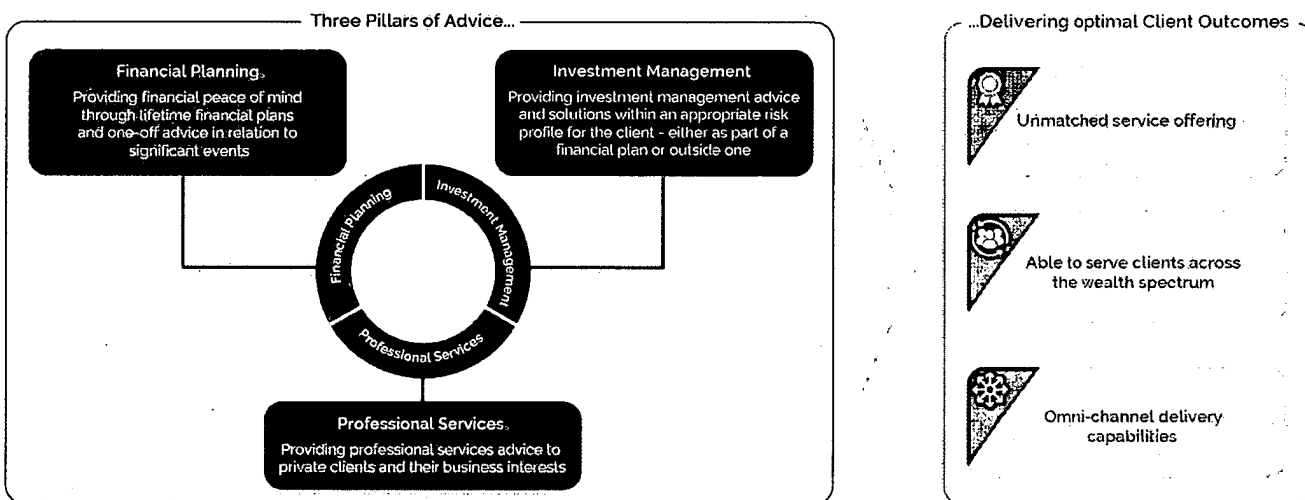 Three Pillars of Advice...
Financial Planning
Providing financial peace of mind
through lifetime financial plans
and one-off advice in relation to
significant events
Investment Management
Providing investment management advice
and solutions within an appropriate risk
profile for the client - either as part of a
financial plan or outside one
Financial Planning
Investment Management
Professional Services
Professional Services
Providing professional services advice to
private clients and their business interests
...Delivering optimal Client Outcomes
Unmatched service offering
Able to serve clients across
the wealth spectrum
Omni-channel delivery
capabilities